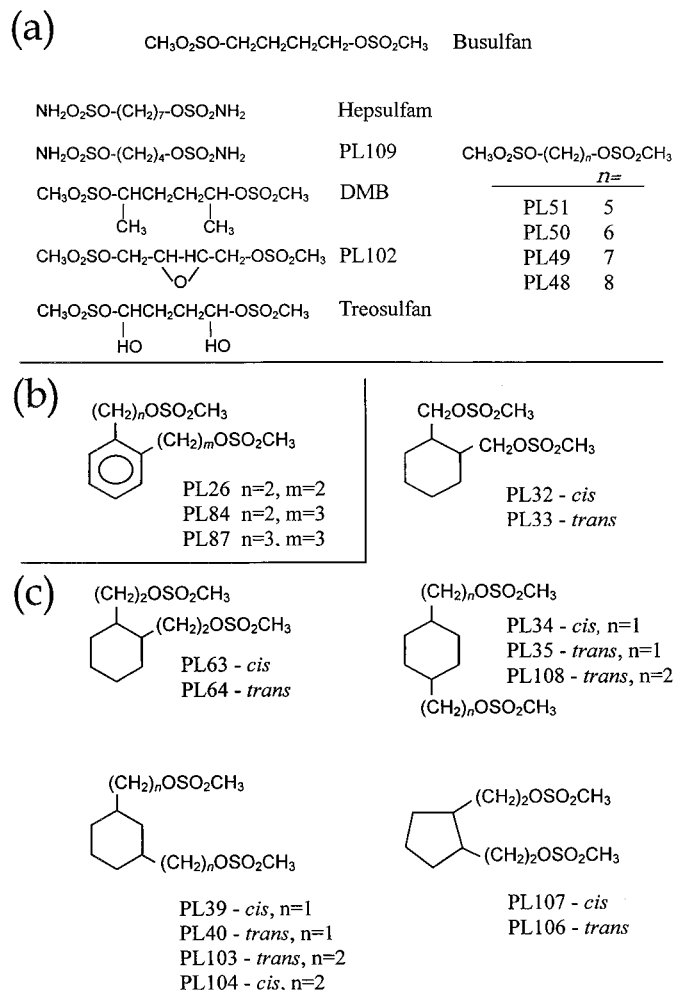 (a)
CH₃O₂SO-CH₂CH₂CH₂CH₂-OSO₂CH₃ Busulfan
NH₂O₂SO-(CH₂)₇-OSO₂NH₂ Hepsulfam
NH₂O₂SO-(CH₂)₄-OSO₂NH₂ PL109
CH₃O₂SO-CHCH₂CH₂CH-OSO₂CH₃ DMB
CH₃ CH₃
CH₃O₂SO-CH₂-CH-HC-CH₂-OSO₂CH₃ PL102
O
CH₃O₂SO-CHCH₂CH₂CH-OSO₂CH₃ Treosulfan
HO HO
CH₃O₂SO-(CH₂)ₙ-OSO₂CH₃
n=
PL51 5
PL50 6
PL49 7
PL48 8
(b)
(CH₂)ₙOSO₂CH₃
(CH₂)ₘOSO₂CH₃
PL26 n=2, m=2
PL84 n=2, m=3
PL87 n=3, m=3
CH₂OSO₂CH₃
CH₂OSO₂CH₃
PL32 - cis
PL33 - trans
(c)
(CH₂)₂OSO₂CH₃
(CH₂)₂OSO₂CH₃
PL63 - cis
PL64 - trans
(CH₂)ₙOSO₂CH₃
PL34 - cis, n=1
PL35 - trans, n=1
PL108 - trans, n=2
(CH₂)ₙOSO₂CH₃
(CH₂)ₙOSO₂CH₃
(CH₂)ₙOSO₂CH₃
PL39 - cis, n=1
PL40 - trans, n=1
PL103 - trans, n=2
PL104 - cis, n=2
(CH₂)₂OSO₂CH₃
(CH₂)₂OSO₂CH₃
PL107 - cis
PL106 - trans